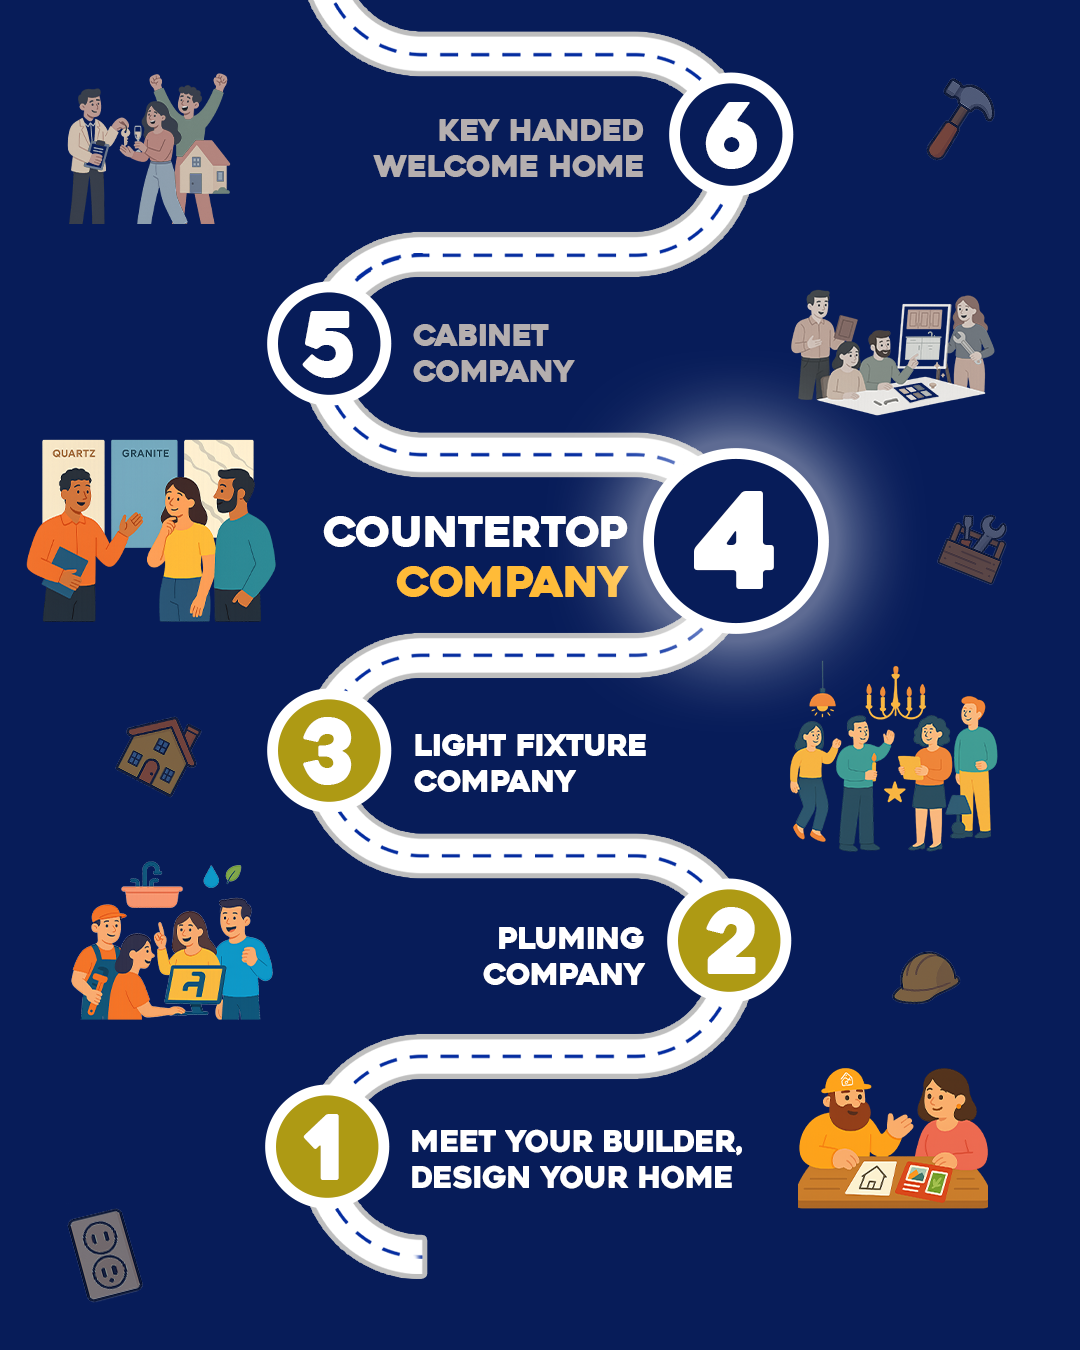 6
KEY HANDED
WELCOME HOME
5
CABINET
COMPANY
QUARTZ
GRANITE
4
COUNTERTOP
COMPANY
3
LIGHT FIXTURE
COMPANY
2
PLUMING
COMPANY
a
1
MEET YOUR BUILDER,
DESIGN YOUR HOME